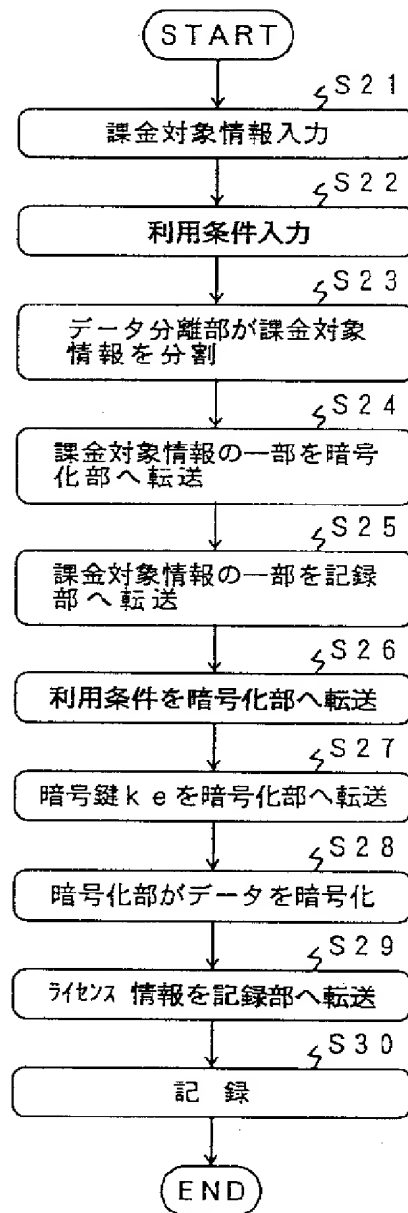 START
S21
課金対象情報入力
S22
利用条件入力
S23
データ分離部が課金対象
情報を分割
S24
課金対象情報の一部を暗号
化部へ転送
S25
課金対象情報の一部を記録
部へ転送
S26
利用条件を暗号化部へ転送
S27
暗号鍵keを暗号化部へ転送
S28
暗号化部がデータを暗号化
S29
ライセンス 情報を記録部へ転送
S30
記 録
END